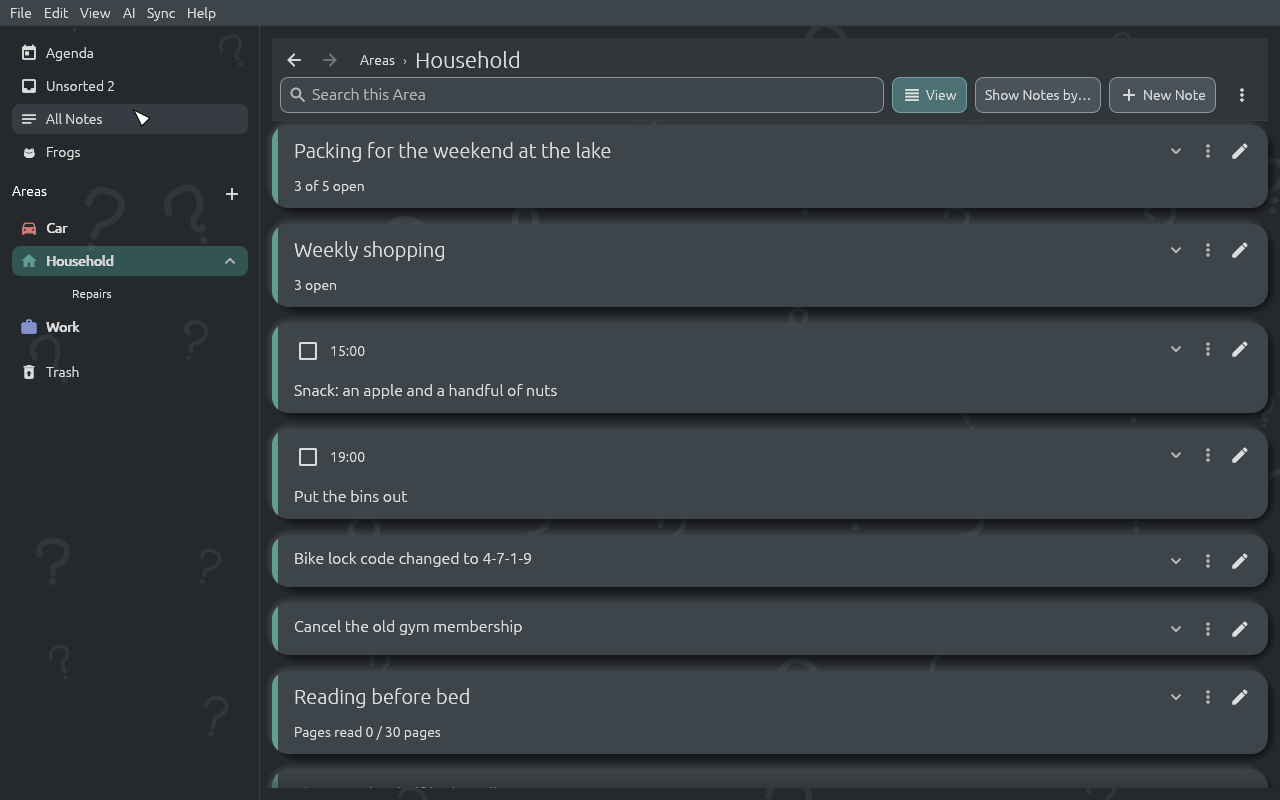 File Edit View AI Sync Help
Agenda
Unsorted 2
All Notes
Frogs
Areas
Car
Household
Repairs
Work
Trash
Areas › Household
Search this Area
View
Show Notes by...
New Note
Packing for the weekend at the lake
3 of 5 open
Weekly shopping
3 open
15:00
Snack: an apple and a handful of nuts
19:00
Put the bins out
Bike lock code changed to 4-7-1-9
Cancel the old gym membership
Reading before bed
Pages read 0 / 30 pages